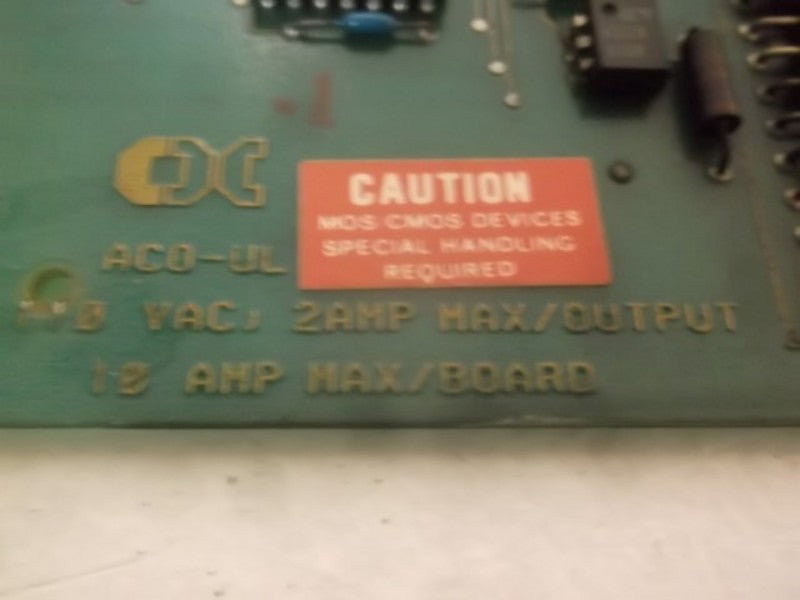 CAUTION
MOS/CMOS DEVICES
SPECIAL HANDLING
REQUIRED
ACO-UL
VAC; 2AMP MAX/OUTPUT
10 AMP MAX/BOARD